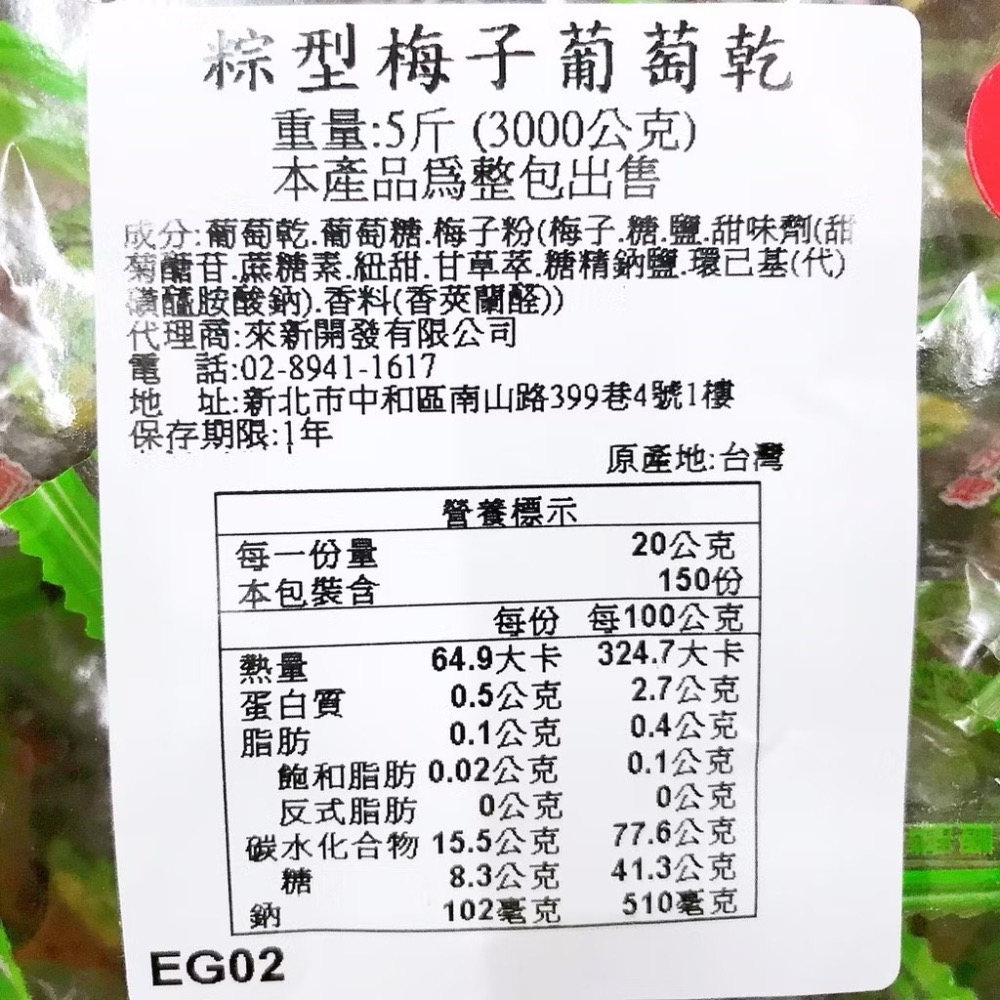 粽型梅子葡萄乾
重量:5斤 (3000公克)
本產品為整包出售
成分:葡萄乾.葡萄糖.梅子粉(梅子.糖.鹽.甜味劑(甜
菊醣苷.蔗糖素.紐甜.甘草萃.糖精鈉鹽.環已基(代)
磺醯胺酸鈉).香料(香莢蘭醛))
代理商:來新開發有限公司
電 話:02-8941-1617
地 址:新北市中和區南山路399巷4號1樓
保存期限:1年
原產地:台灣
營養標示
每一份量 20公克
本包裝含 150份
每份 每100公克
熱量 64.9大卡 324.7大卡
蛋白質 0.5公克 2.7公克
脂肪 0.1公克 0.4公克
飽和脂肪 0.02公克 0.1公克
反式脂肪 0公克 0公克
碳水化合物 15.5公克 77.6公克
糖 8.3公克 41.3公克
鈉 102毫克 510毫克
EG02